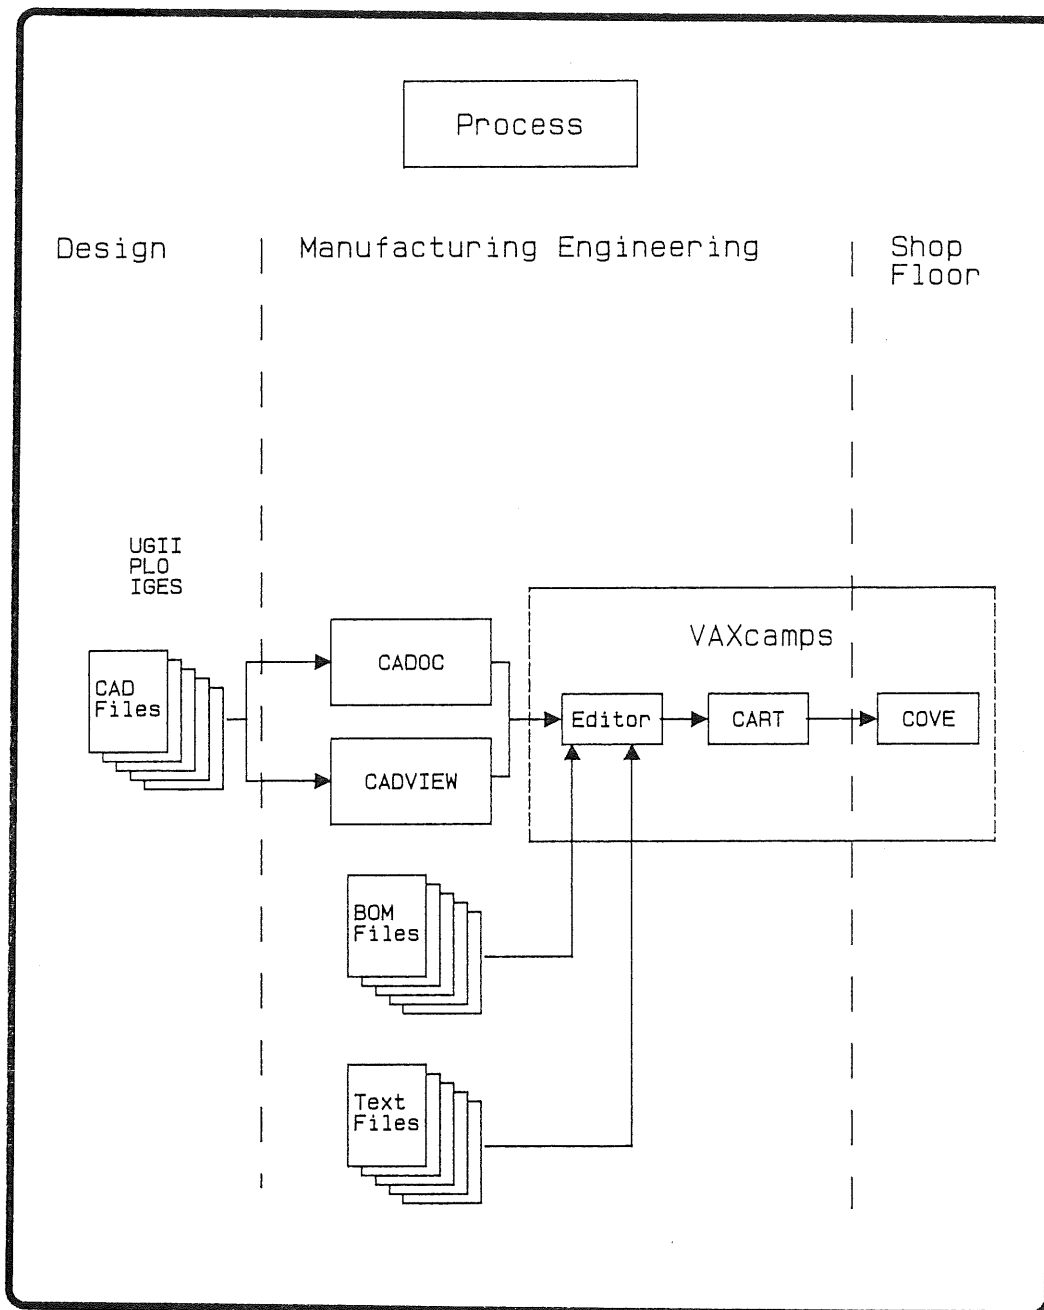 Process
Design
Manufacturing Engineering
Shop
Floor
UGII
PLO
IGES
CAD
Files
CADOC
CADVIEW
VAXcamps
Editor
CART
COVE
BOM
Files
Text
Files